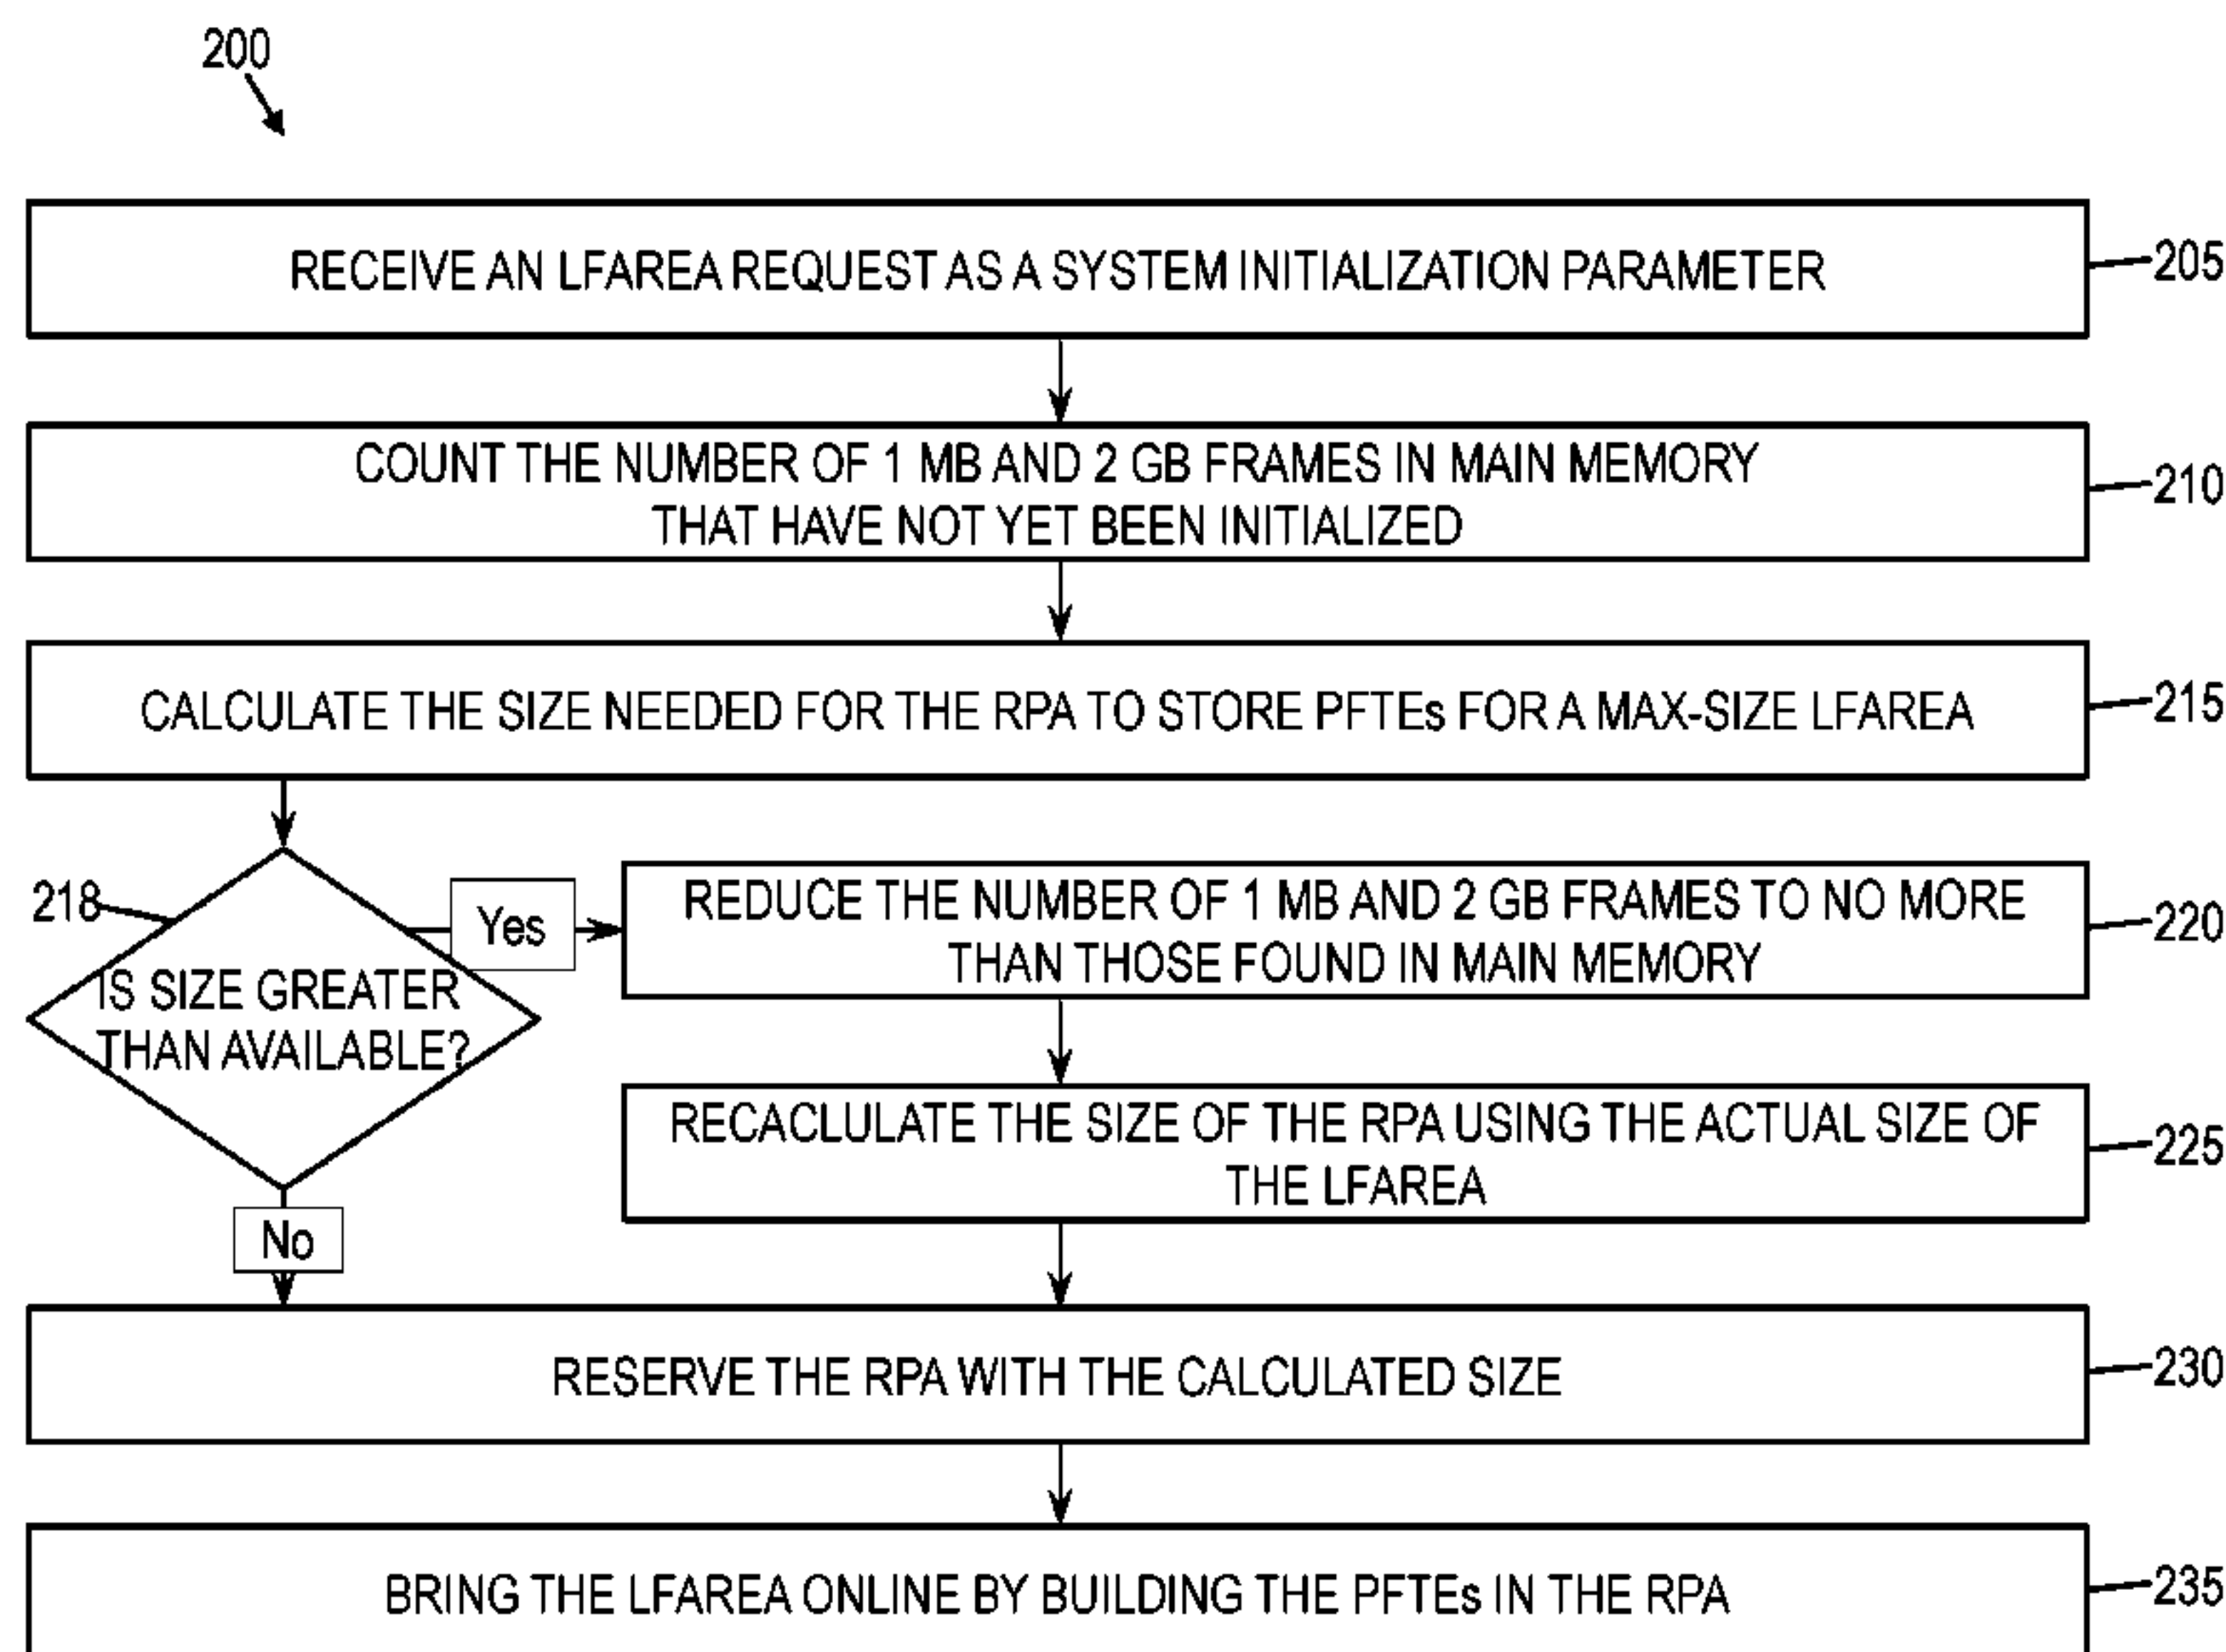 200
RECEIVE AN LFAREA REQUEST AS A SYSTEM INITIALIZATION PARAMETER
205
COUNT THE NUMBER OF 1 MB AND 2 GB FRAMES IN MAIN MEMORY
THAT HAVE NOT YET BEEN INITIALIZED
210
CALCULATE THE SIZE NEEDED FOR THE RPA TO STORE PFTEs FOR A MAX-SIZE LFAREA
215
218
IS SIZE GREATER
THAN AVAILABLE?
Yes
REDUCE THE NUMBER OF 1 MB AND 2 GB FRAMES TO NO MORE
THAN THOSE FOUND IN MAIN MEMORY
220
RECACLULATE THE SIZE OF THE RPA USING THE ACTUAL SIZE OF
THE LFAREA
225
No
RESERVE THE RPA WITH THE CALCULATED SIZE
230
BRING THE LFAREA ONLINE BY BUILDING THE PFTEs IN THE RPA
235